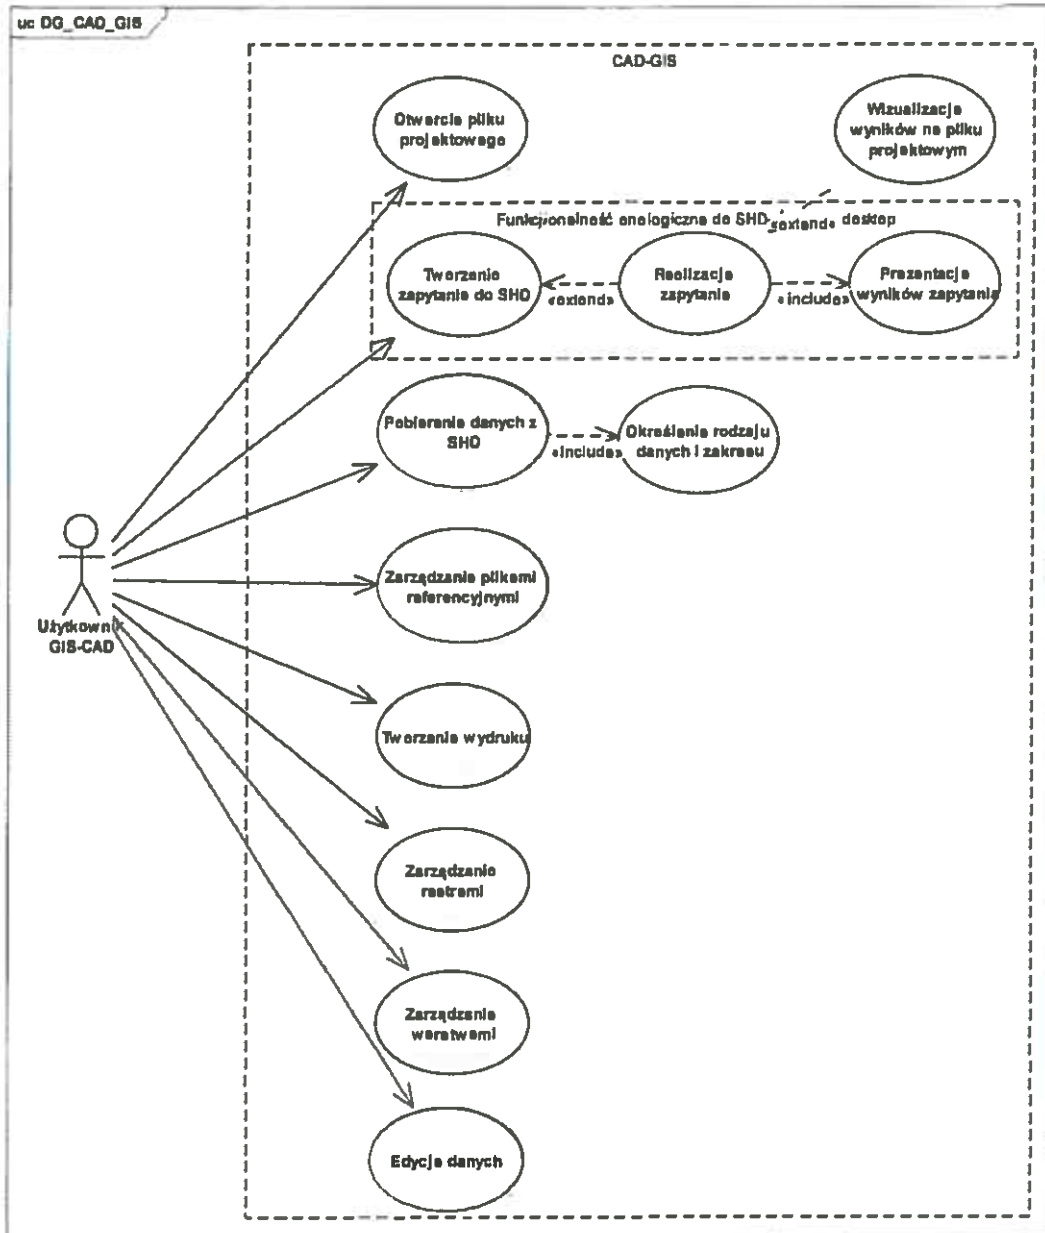 uc DG_CAD_GIS
CAD-GIS
Otwarcie pliku
projektowego
Wizualizacja
wyników na pliku
projektowym
Funkcjonalność analogiczna do SHD
«extend»
desktop
Tworzenie
zapytania do SHD
«extend»
Realizacja
zapytania
«include»
Prezentacja
wyników zapytania
Pobieranie danych z
SHD
«include»
Określenie rodzaju
danych i zakresu
Zarządzanie plikami
referencyjnymi
Użytkownik
GIS-CAD
Tworzenie wydruku
Zarządzanie
rastrami
Zarządzanie
warstwami
Edycja danych